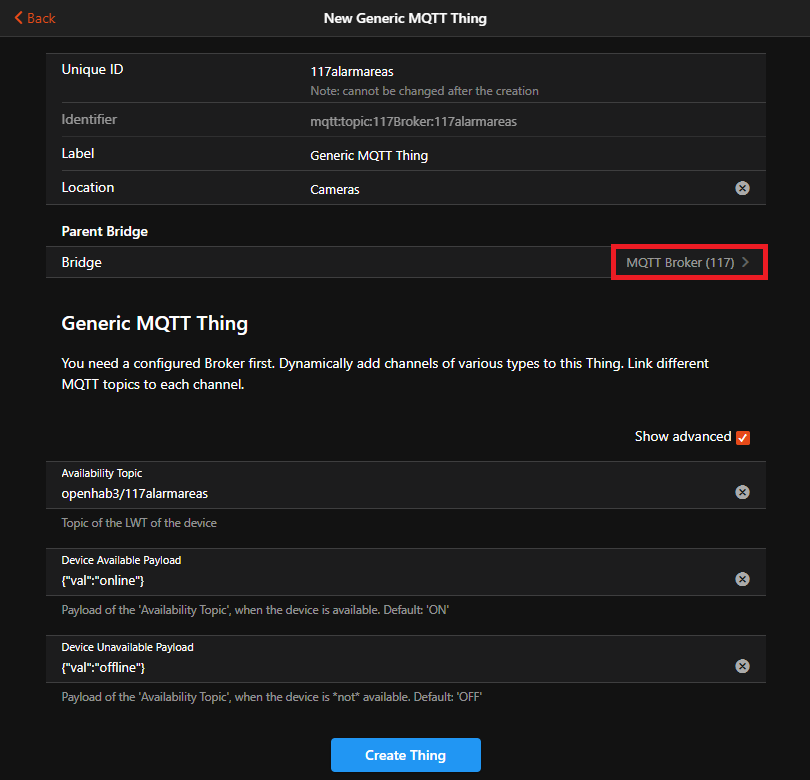 Back
New Generic MQTT Thing
Unique ID
117alarmareas
Note: cannot be changed after the creation
Identifier
mqtt:topic:117Broker:117alarmareas
Label
Generic MQTT Thing
Location
Cameras
Parent Bridge
Bridge
MQTT Broker (117)
Generic MQTT Thing
You need a configured Broker first. Dynamically add channels of various types to this Thing. Link different
MQTT topics to each channel.
Show advanced
Availability Topic
openhab3/117alarmareas
Topic of the LWT of the device
Device Available Payload
{"val":"online"}
Payload of the 'Availability Topic', when the device is available. Default: 'ON'
Device Unavailable Payload
{"val":"offline"}
Payload of the 'Availability Topic', when the device is *not* available. Default: 'OFF'
Create Thing